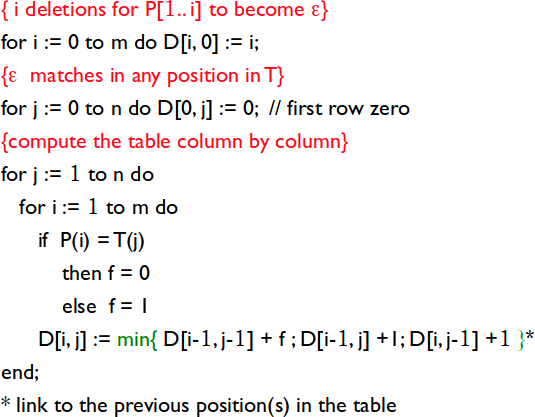 { i deletions for P[1..i] to become ε}
for i := 0 to m do D[i, 0] := i;
{ε matches in any position in T}
for j := 0 to n do D[0, j] := 0; // first row zero
{compute the table column by column}
for j := 1 to n do
for i := 1 to m do
if P(i) = T(j)
then f = 0
else f = 1
D[i, j] := min{ D[i-1, j-1] + f ; D[i-1, j] +1; D[i, j-1] +1 }*
end;
* link to the previous position(s) in the table